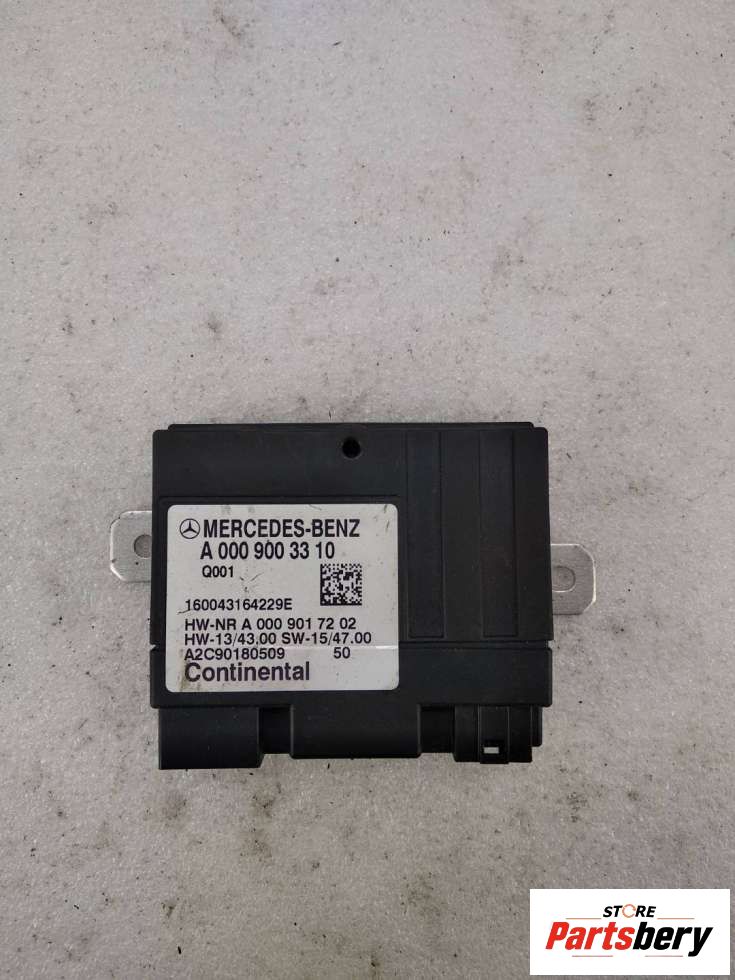 MERCEDES-BENZ
A 000 900 33 10
Q001
160043164229E
HW-NR A 000 901 72 02
HW-13/43,00 SW-15/47.00
A2C90180509 50
Continental
STORE
Partsbery